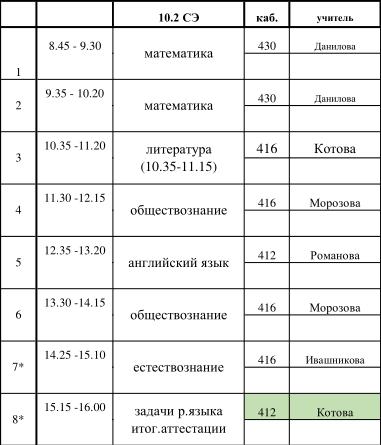 10.2 СЭ каб. учитель
1 8.45 - 9.30 математика 430 Данилова
2 9.35 - 10.20 математика 430 Данилова
3 10.35 -11.20 литература 416 Котова
(10.35-11.15)
4 11.30 -12.15 обществознание 416 Морозова
5 12.35 -13.20 английский язык 412 Романова
6 13.30 -14.15 обществознание 416 Морозова
7* 14.25 -15.10 естествознание 416 Ивашникова
8* 15.15 -16.00 задачи р.языка 412 Котова
итог.аттестации